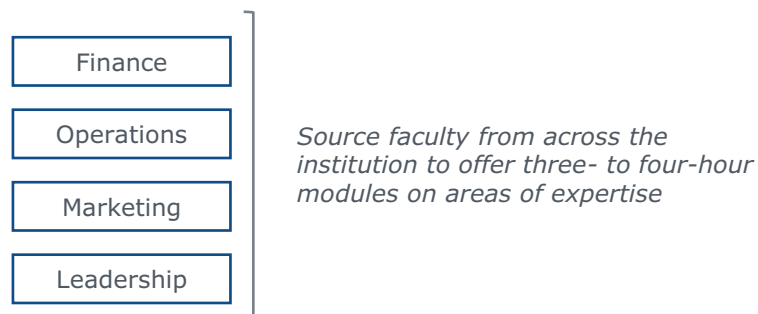 Finance
Operations
Marketing
Leadership
Source faculty from across the
institution to offer three- to four-hour
modules on areas of expertise